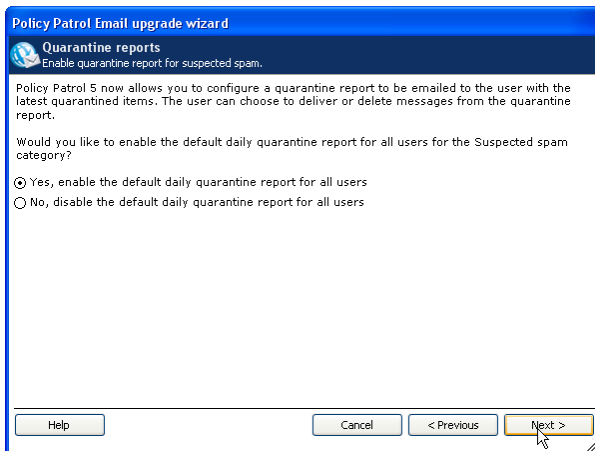 Policy Patrol Email upgrade wizard
Quarantine reports
Enable quarantine report for suspected spam.
Policy Patrol 5 now allows you to configure a quarantine report to be emailed to the user with the
latest quarantined items. The user can choose to deliver or delete messages from the quarantine
report.
Would you like to enable the default daily quarantine report for all users for the Suspected spam
category?
Yes, enable the default daily quarantine report for all users
No, disable the default daily quarantine report for all users
Help
Cancel
< Previous
Next >